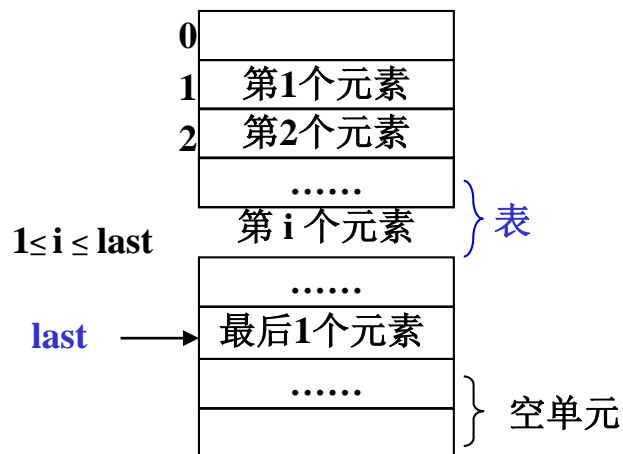 0
1 第1个元素
2 第2个元素
……
表
第 i 个元素
1≤ i ≤ last
……
last 最后1个元素
……
空单元